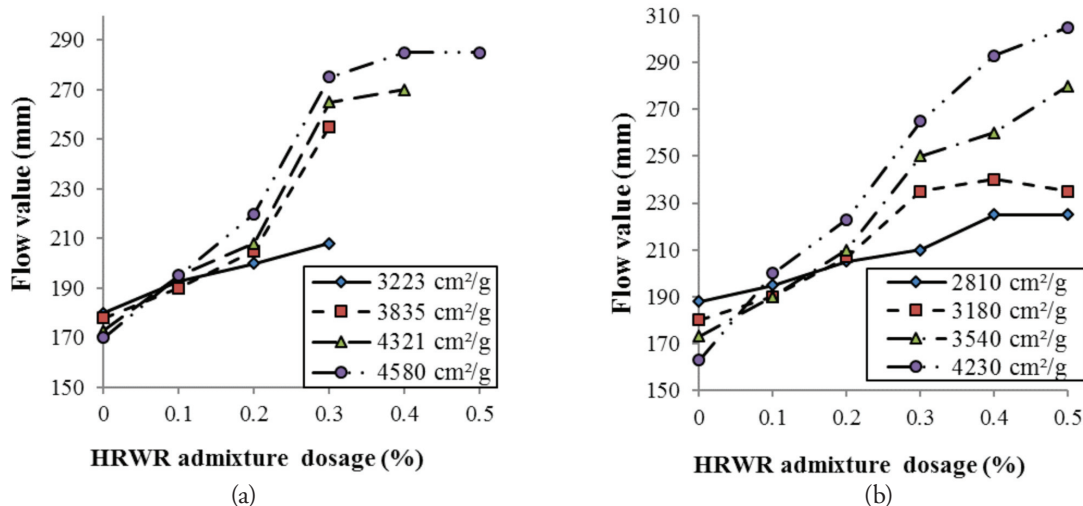 290
270
250
230
210
190
170
150
Flow value (mm)
3223 cm²/g
3835 cm²/g
4321 cm²/g
4580 cm²/g
0 0.1 0.2 0.3 0.4 0.5
HRWR admixture dosage (%)
(a)
310
290
270
250
230
210
190
170
150
Flow value (mm)
2810 cm²/g
3180 cm²/g
3540 cm²/g
4230 cm²/g
0 0.1 0.2 0.3 0.4 0.5
HRWR admixture dosage (%)
(b)